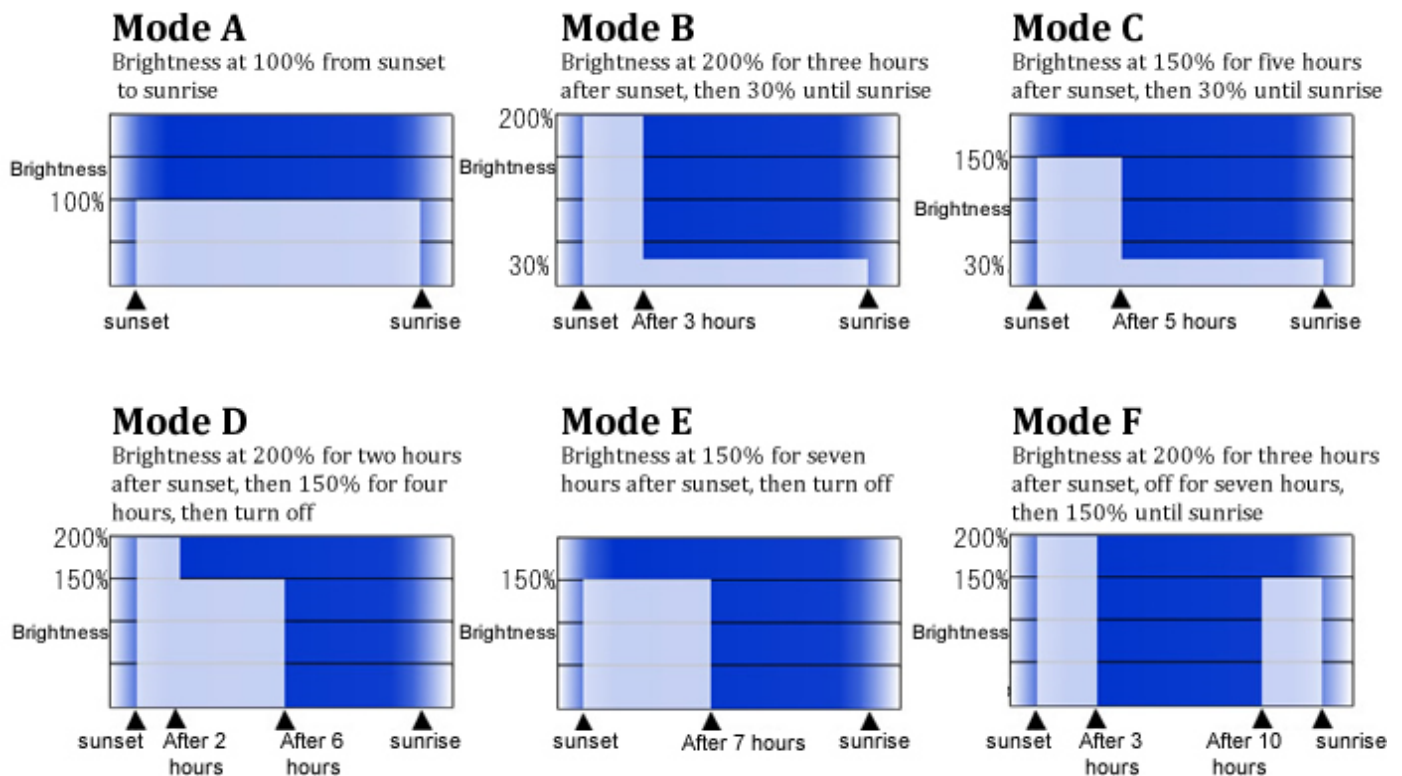 Mode A
Brightness at 100% from sunset
to sunrise
Brightness
100%
sunset
sunrise
Mode B
Brightness at 200% for three hours
after sunset, then 30% until sunrise
200%
Brightness
30%
sunset
After 3 hours
sunrise
Mode C
Brightness at 150% for five hours
after sunset, then 30% until sunrise
150%
Brightness
30%
sunset
After 5 hours
sunrise
Mode D
Brightness at 200% for two hours
after sunset, then 150% for four
hours, then turn off
200%
150%
Brightness
sunset
After 2
hours
After 6
hours
sunrise
Mode E
Brightness at 150% for seven
hours after sunset, then turn off
150%
Brightness
sunset
After 7 hours
sunrise
Mode F
Brightness at 200% for three hours
after sunset, off for seven hours,
then 150% until sunrise
200%
150%
Brightness
sunset
After 3
hours
After 10
hours
sunrise